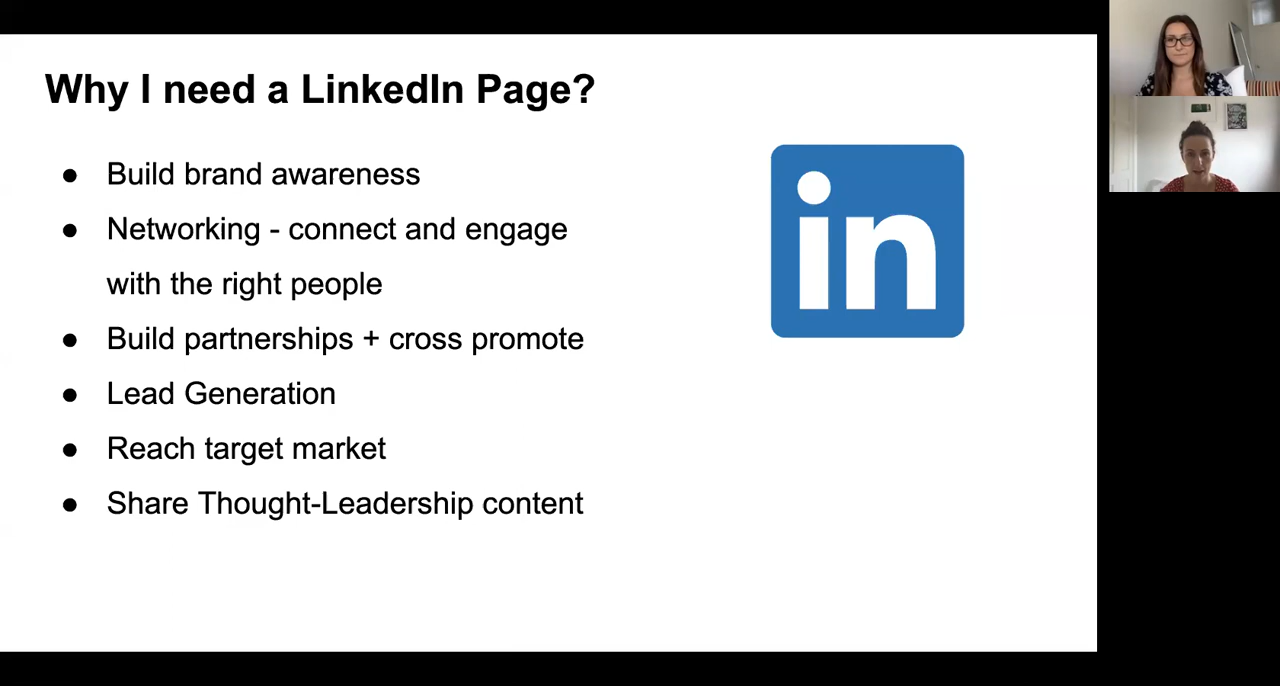 Why I need a LinkedIn Page?
● Build brand awareness
● Networking - connect and engage
with the right people
● Build partnerships + cross promote
● Lead Generation
● Reach target market
● Share Thought-Leadership content
in